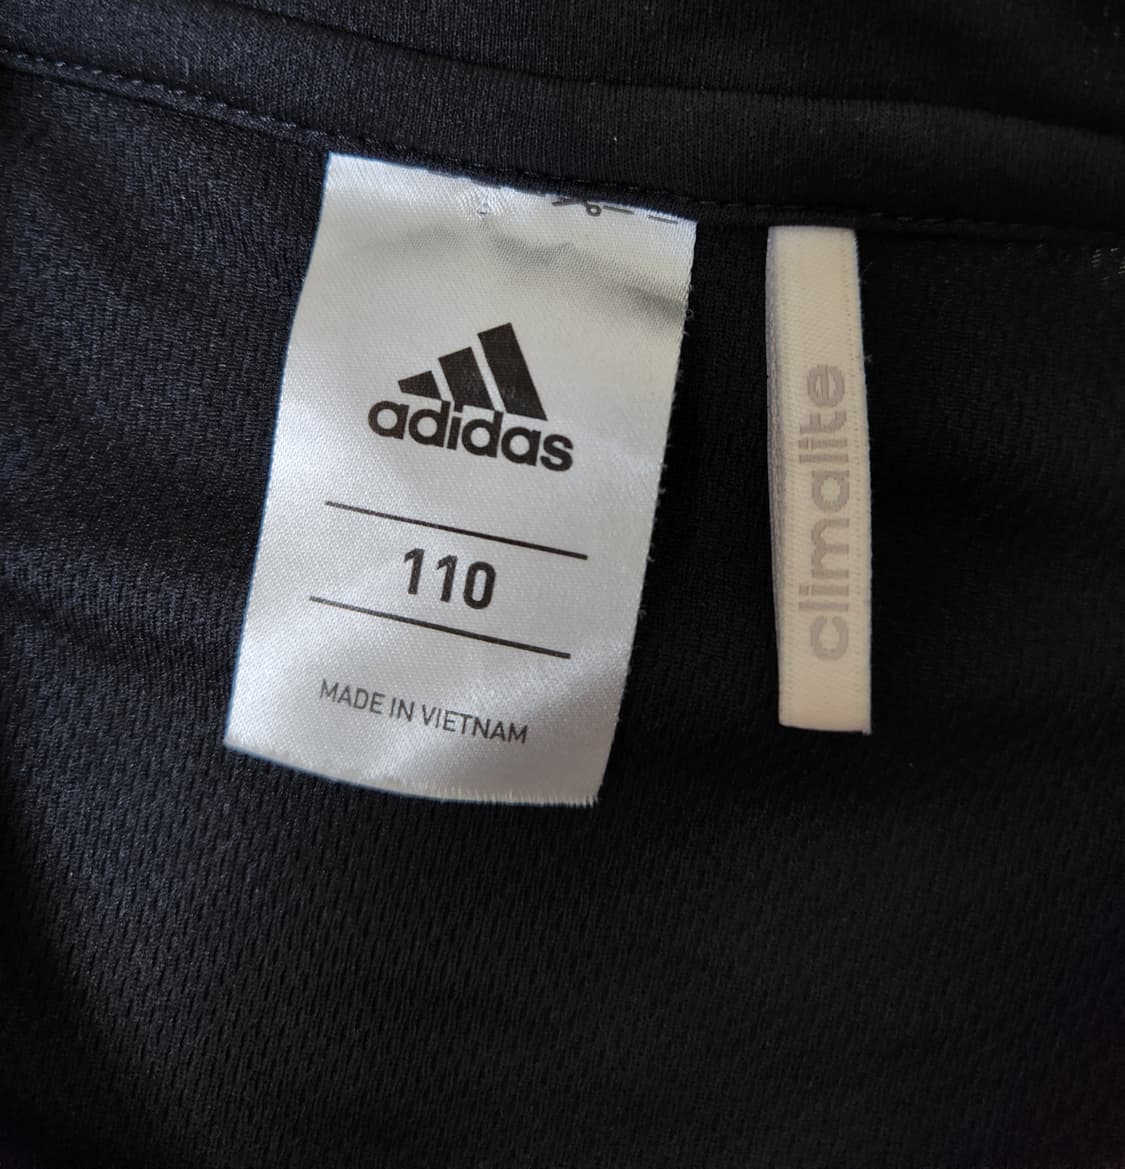 adidas
110
MADE IN VIETNAM
climalite